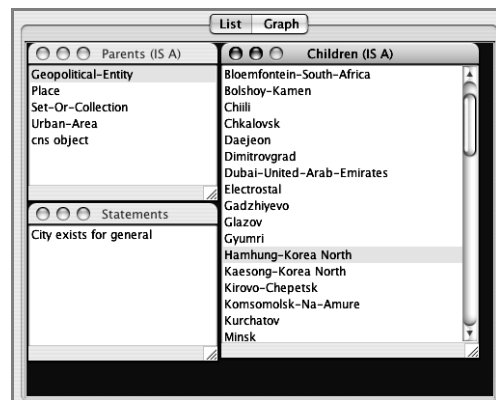 List Graph
Parents (IS A)
Geopolitical-Entity
Place
Set-Or-Collection
Urban-Area
cns object
Statements
City exists for general
Children (IS A)
Bloemfontein-South-Africa
Bolshoy-Kamen
Chiili
Chkalovsk
Daejeon
Dimitrovgrad
Dubai-United-Arab-Emirates
Electrostal
Gadzhiyevo
Glazov
Gyumri
Hamhung-Korea North
Kaesong-Korea North
Kirovo-Chepetsk
Komsomolsk-Na-Amure
Kurchatov
Minsk